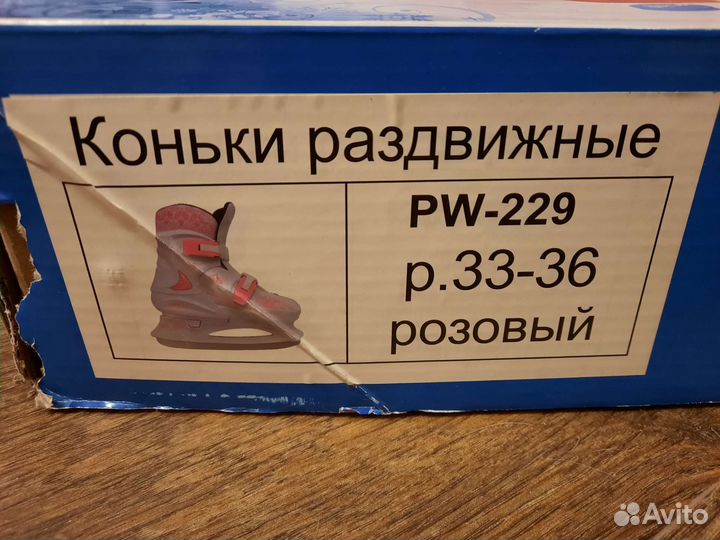 Коньки раздвижные
PW-229
р.33-36
розовый
Avito